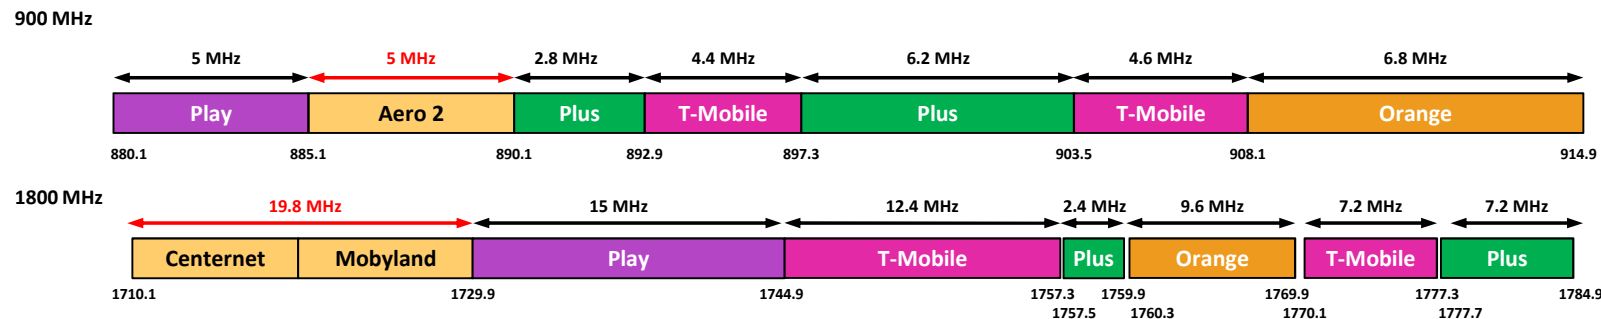 900 MHz
5 MHz 5 MHz 2.8 MHz 4.4 MHz 6.2 MHz 4.6 MHz 6.8 MHz
Play Aero 2 Plus T-Mobile Plus T-Mobile Orange
880.1 885.1 890.1 892.9 897.3 903.5 908.1 914.9
1800 MHz
19.8 MHz 15 MHz 12.4 MHz 2.4 MHz 9.6 MHz 7.2 MHz 7.2 MHz
Centernet Mobyland Play T-Mobile Plus Orange T-Mobile Plus
1710.1 1729.9 1744.9 1757.3 1759.9 1769.9 1777.3 1784.9
1757.5 1760.3 1770.1 1777.7